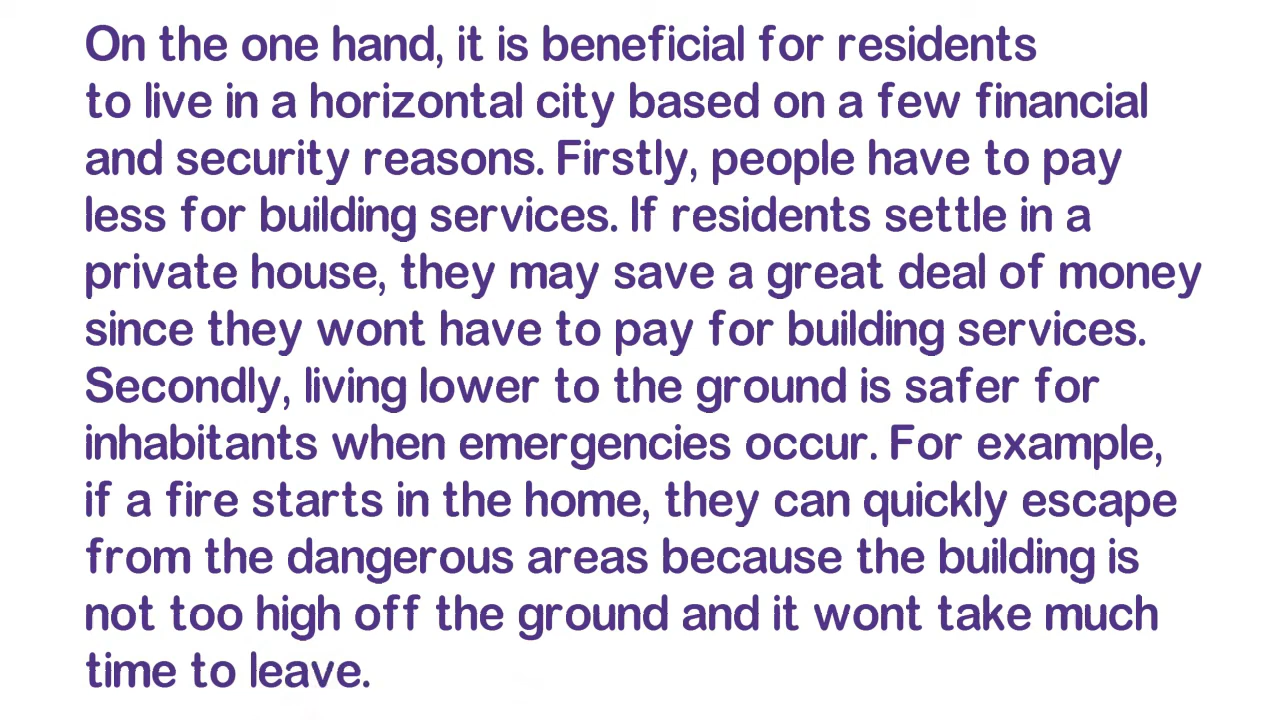 On the one hand, it is beneficial for residents
to live in a horizontal city based on a few financial
and security reasons. Firstly, people have to pay
less for building services. If residents settle in a
private house, they may save a great deal of money
since they wont have to pay for building services.
Secondly, living lower to the ground is safer for
inhabitants when emergencies occur. For example,
if a fire starts in the home, they can quickly escape
from the dangerous areas because the building is
not too high off the ground and it wont take much
time to leave.